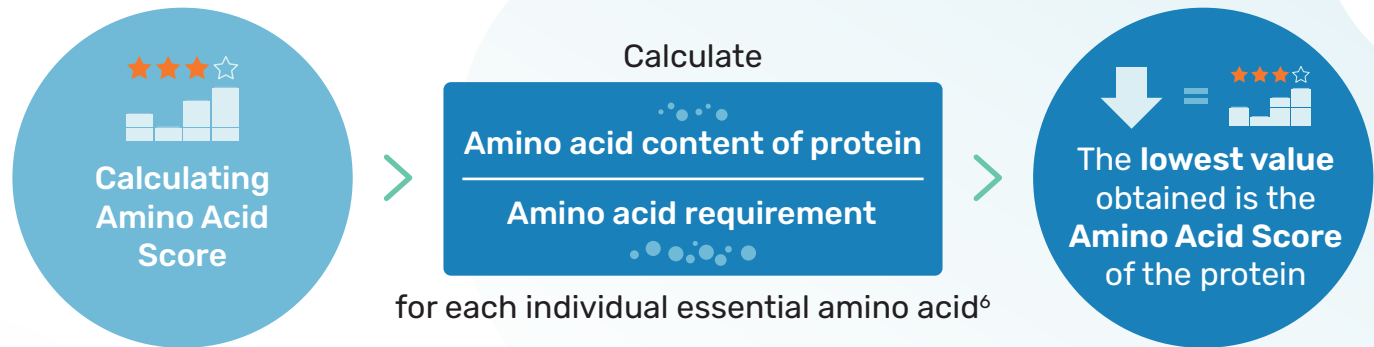 Calculating
Amino Acid
Score
Calculate
Amino acid content of protein
Amino acid requirement
for each individual essential amino acid⁶
=
The lowest value
obtained is the
Amino Acid Score
of the protein